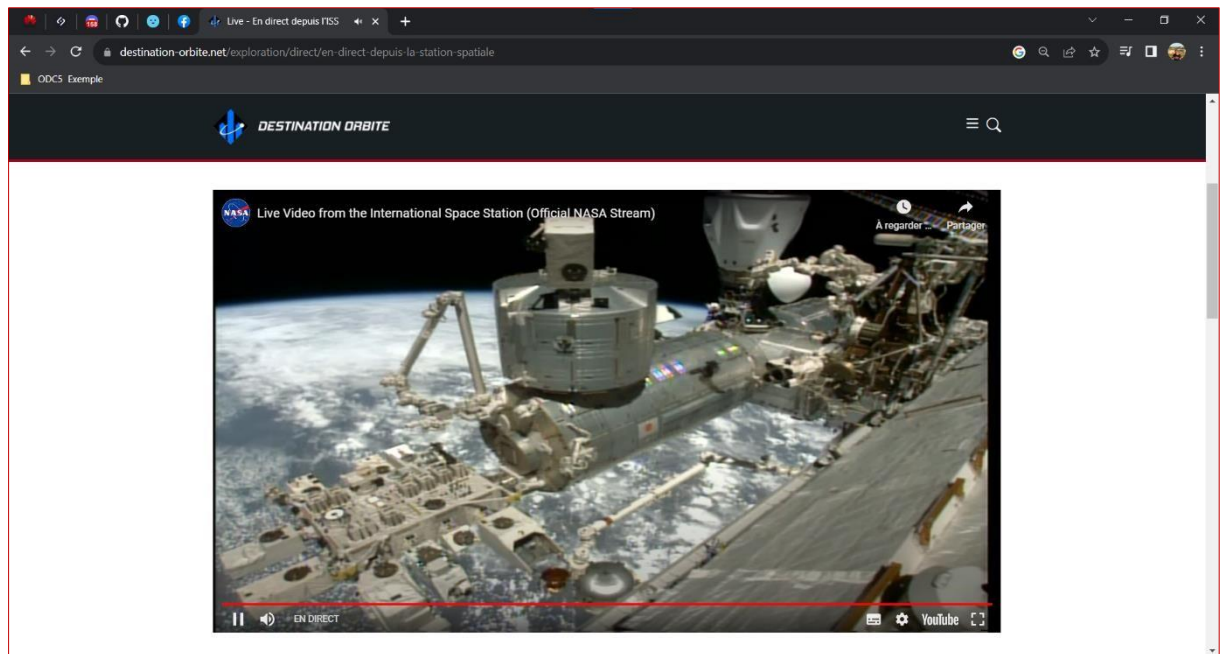 158
Live - En direct depuis l'ISS
destination-orbite.net/exploration/direct/en-direct-depuis-la-station-spatiale
ODC5 Exemple
DESTINATION ORBITE
NASA
Live Video from the International Space Station (Official NASA Stream)
À regarder ... Partager
EN DIRECT
YouTube